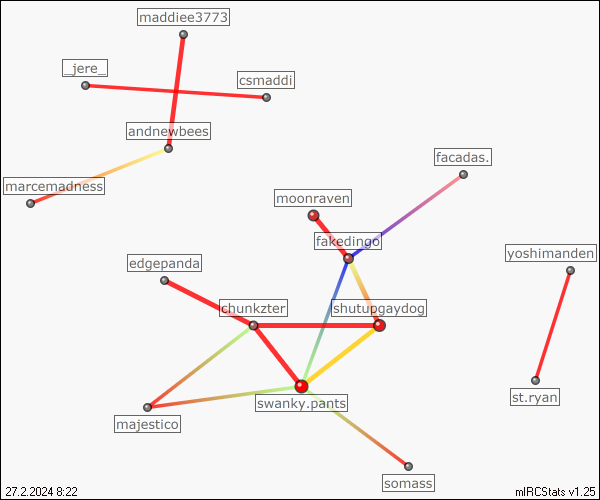 maddiee3773
_jere_
csmaddi
andnewbees
facadas.
marcemadness
moonraven
fakedingo
yoshimanden
edgepanda
chunkzter
shutupgaydog
st.ryan
swanky.pants
majestico
somass
27.2.2024 8:22
mIRCStats v1.25